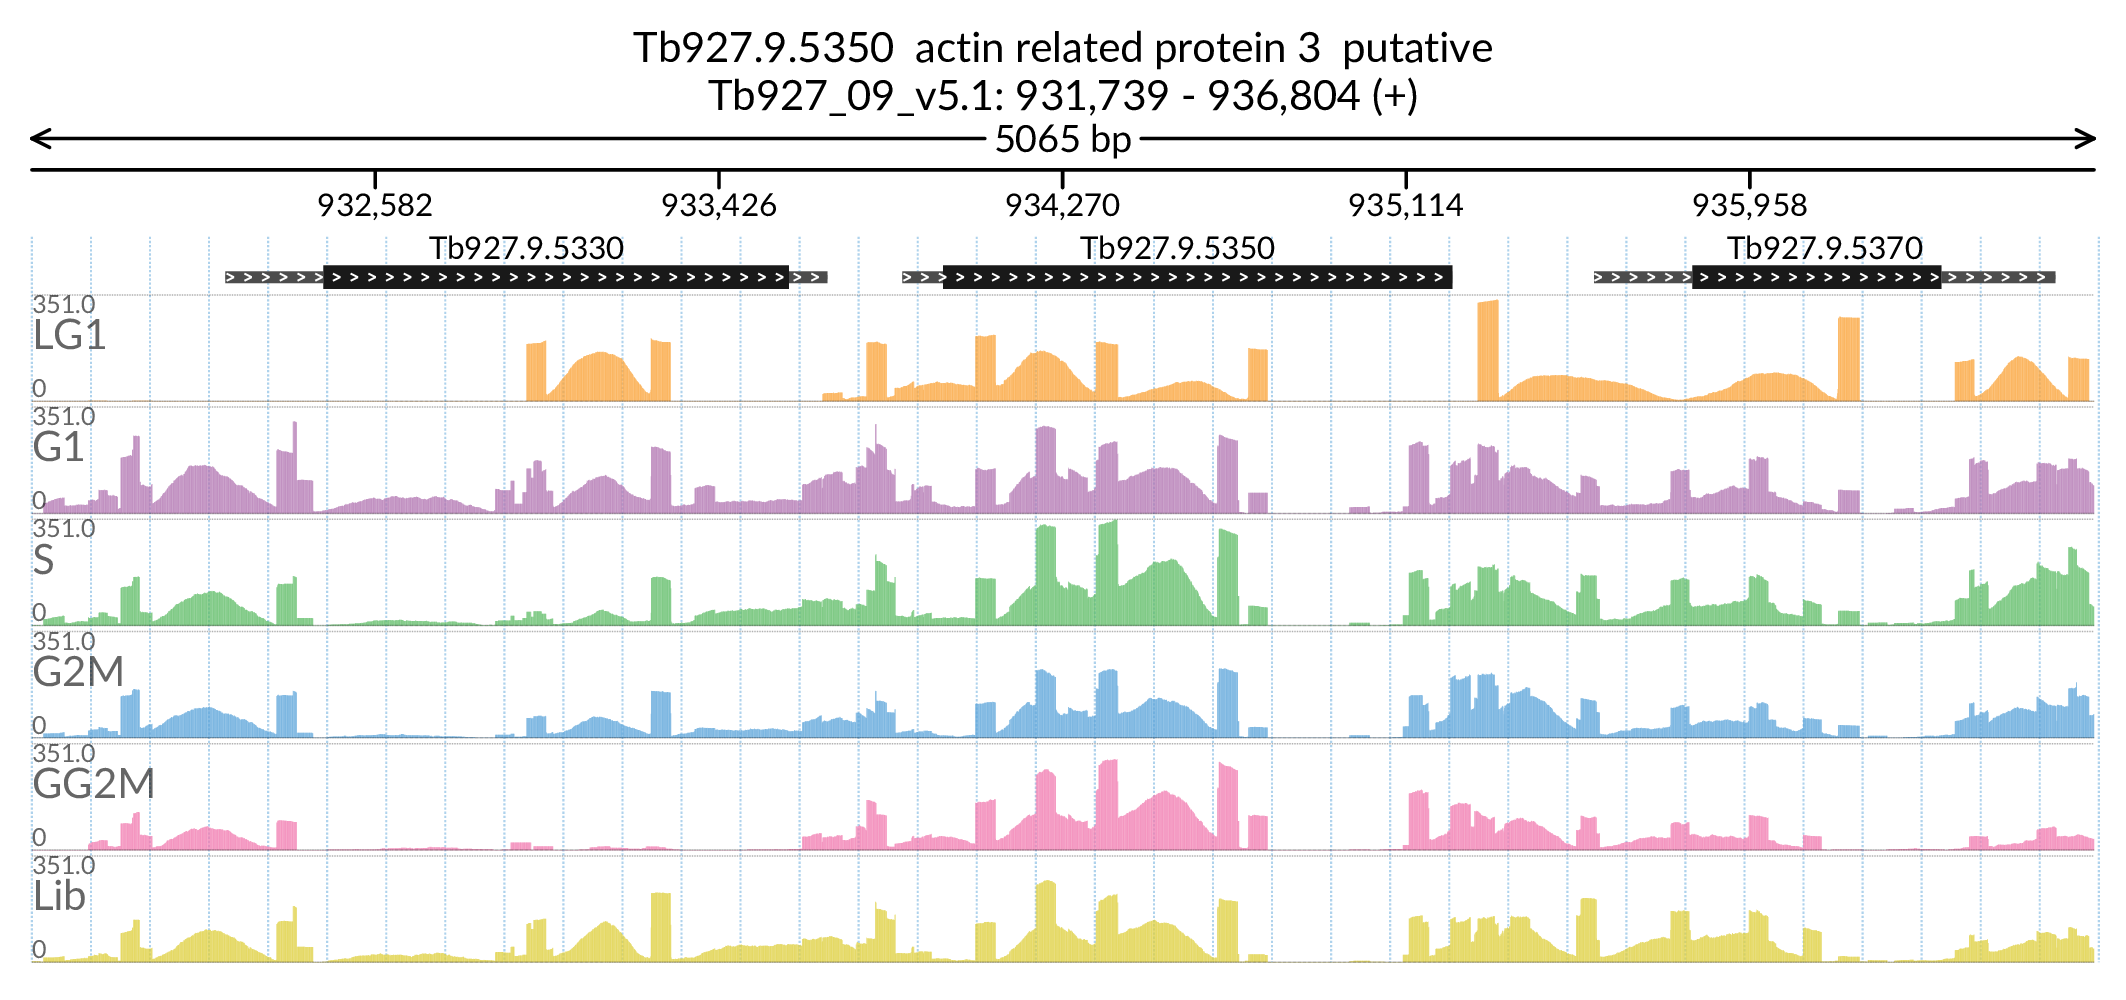 Tb927.9.5350 actin related protein 3 putative
Tb927_09_v5.1: 931,739 - 936,804 (+)
5065 bp
932,582 933,426 934,270 935,114 935,958
Tb927.9.5330 Tb927.9.5350 Tb927.9.5370
351.0
LG1
0
351.0
G1
0
351.0
S
0
351.0
G2M
0
351.0
GG2M
0
351.0
Lib
0